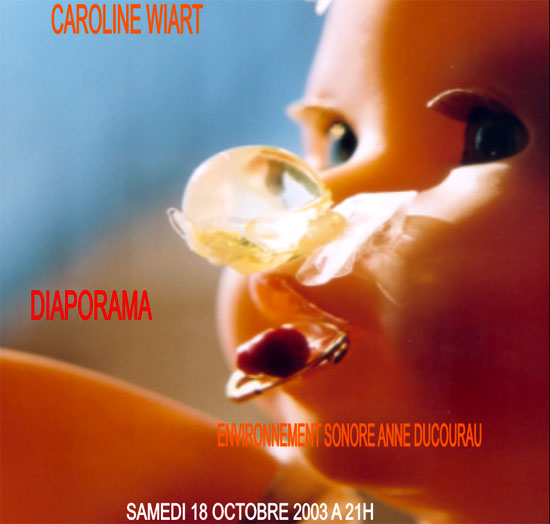 CAROLINE WIART
DIAPORAMA
ENVIRONNEMENT SONORE ANNE DUCOURAU
SAMEDI 18 OCTOBRE 2003 A 21H